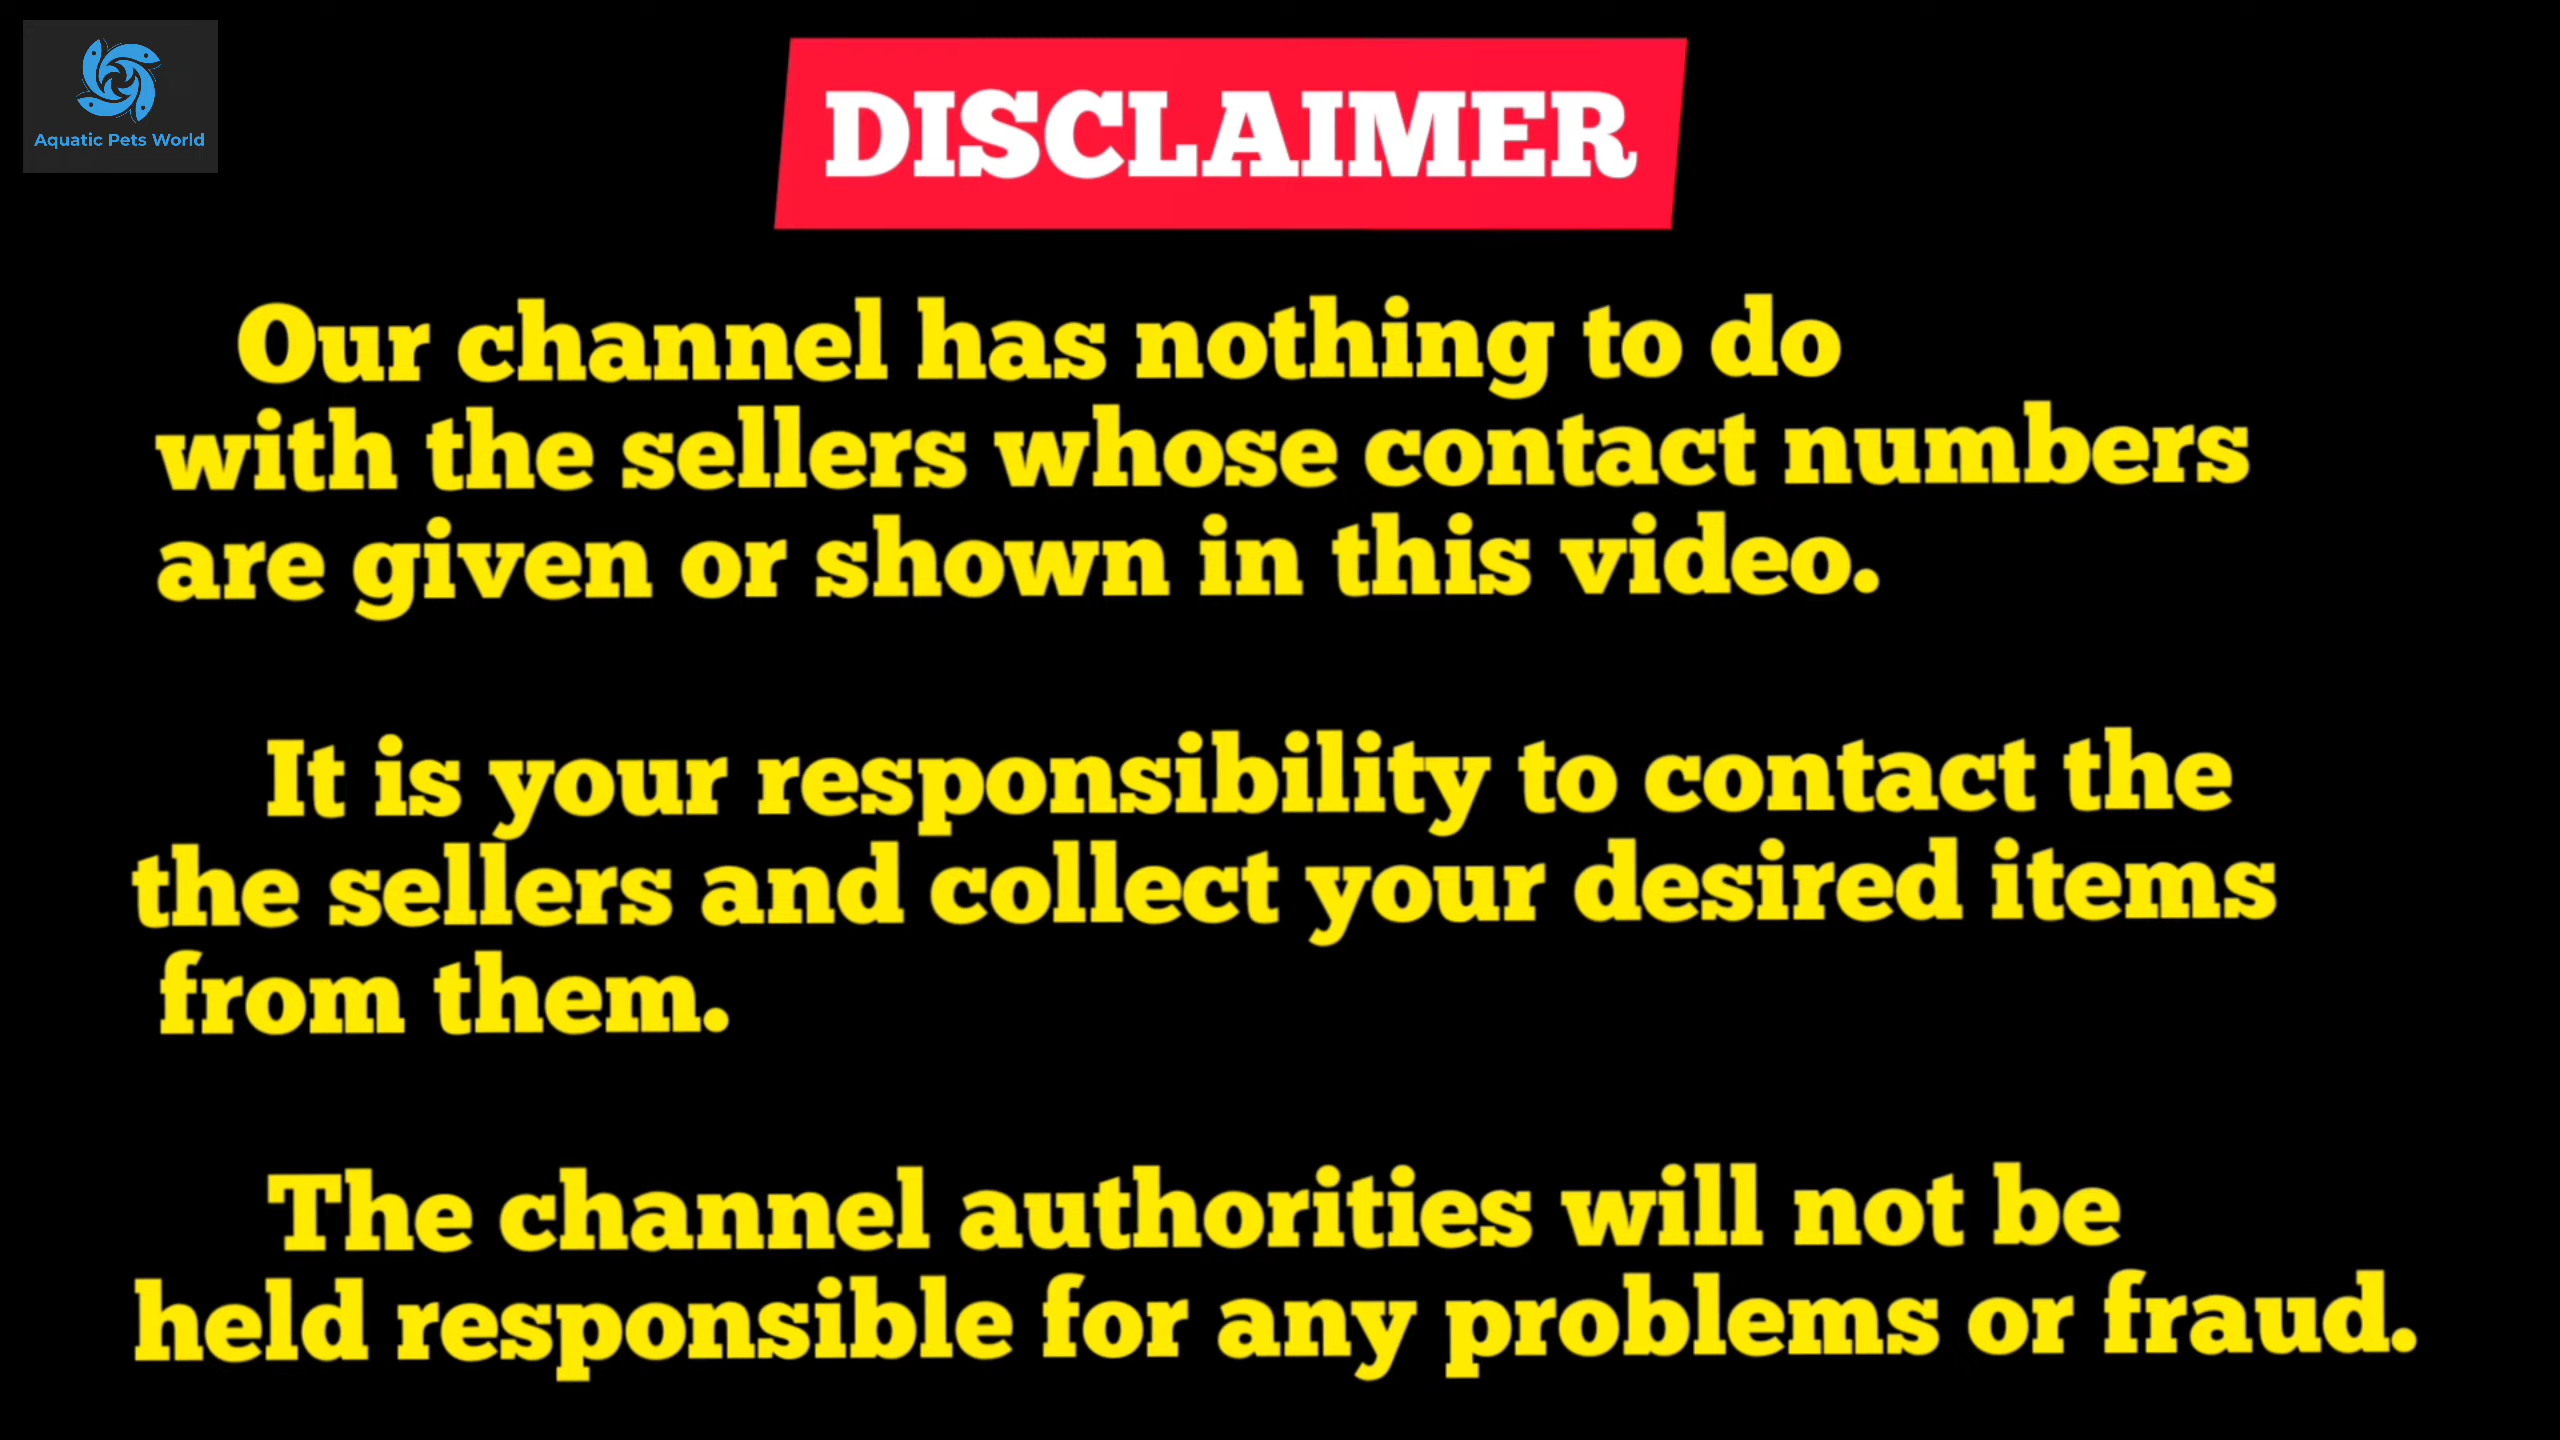 Aquatic Pets World
DISCLAIMER
Our channel has nothing to do
with the sellers whose contact numbers
are given or shown in this video.
It is your responsibility to contact the
the sellers and collect your desired items
from them.
The channel authorities will not be
held responsible for any problems or fraud.